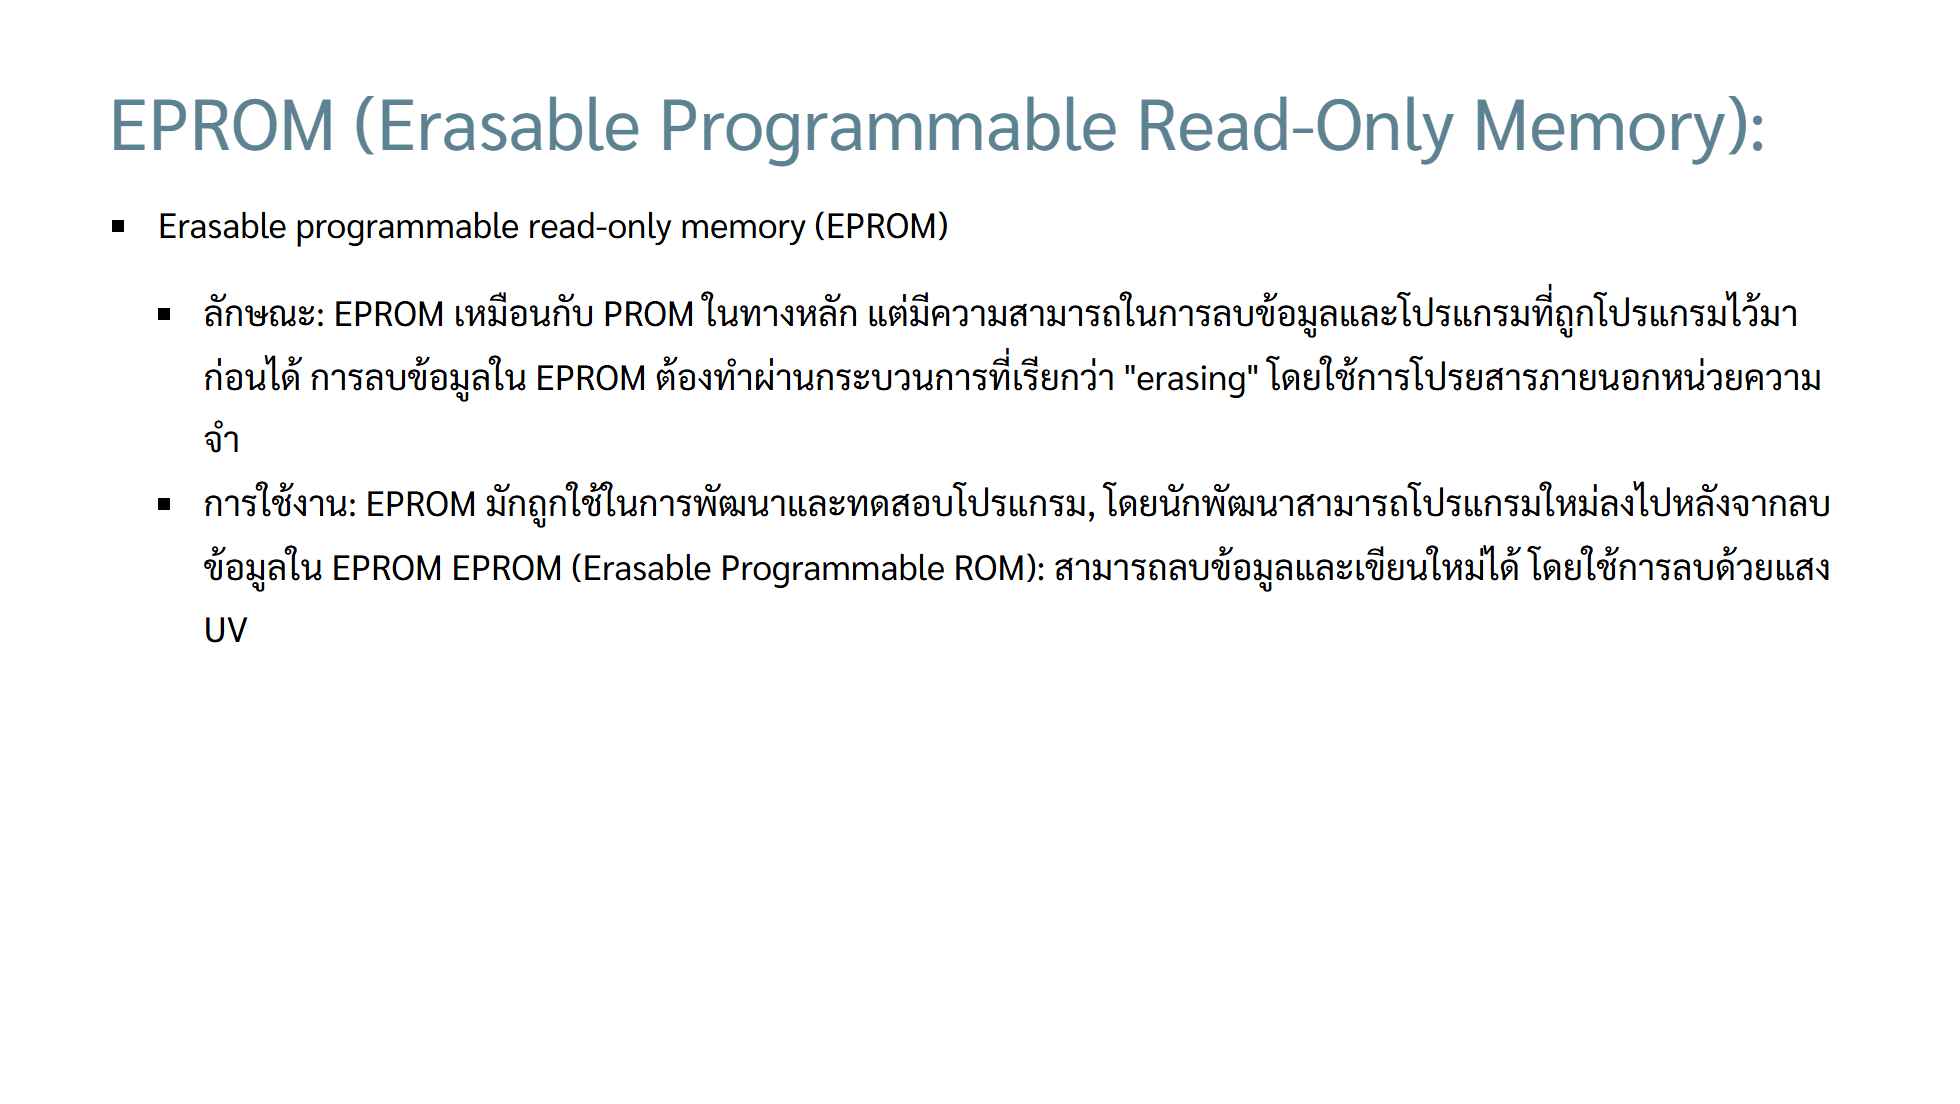 EPROM (Erasable Programmable Read-Only Memory):
▪ Erasable programmable read-only memory (EPROM)
▪ ลักษณะ: EPROM เหมือนกับ PROM ในทางหลัก แต่มีความสามารถในการลบข้อมูลและโปรแกรมที่ถูกโปรแกรมไว้มา
ก่อนได้ การลบข้อมูลใน EPROM ต้องทำผ่านกระบวนการที่เรียกว่า "erasing" โดยใช้การโปรยสารภายนอกหน่วยความ
จำ
▪ การใช้งาน: EPROM มักถูกใช้ในการพัฒนาและทดสอบโปรแกรม, โดยนักพัฒนาสามารถโปรแกรมใหม่ลงไปหลังจากลบ
ข้อมูลใน EPROM EPROM (Erasable Programmable ROM): สามารถลบข้อมูลและเขียนใหม่ได้ โดยใช้การลบด้วยแสง
UV